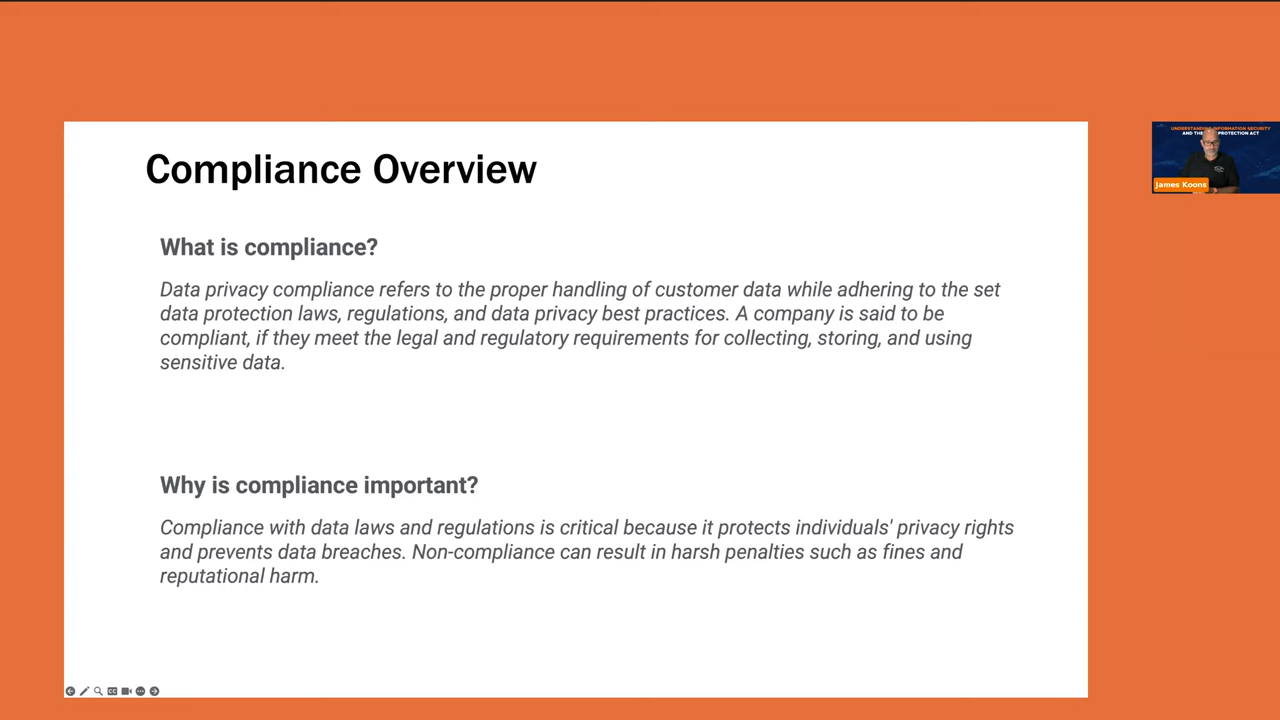 Compliance Overview
What is compliance?
Data privacy compliance refers to the proper handling of customer data while adhering to the set
data protection laws, regulations, and data privacy best practices. A company is said to be
compliant, if they meet the legal and regulatory requirements for collecting, storing, and using
sensitive data.
Why is compliance important?
Compliance with data laws and regulations is critical because it protects individuals' privacy rights
and prevents data breaches. Non-compliance can result in harsh penalties such as fines and
reputational harm.
INFORMATION SECURITY
AND THE PROTECTION ACT
James Koons